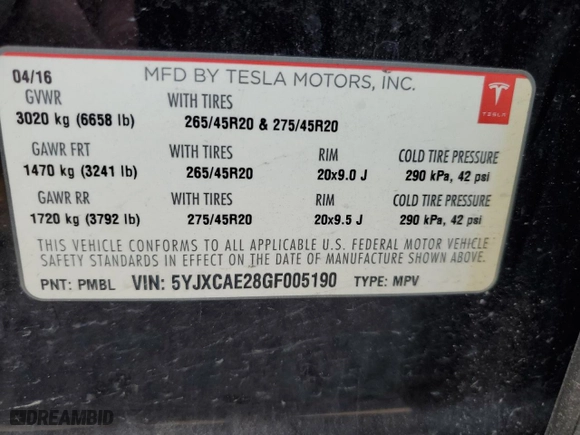 04/16 MFD BY TESLA MOTORS, INC.
GVWR WITH TIRES
3020 kg (6658 lb) 265/45R20 & 275/45R20
TESLA
GAWR FRT WITH TIRES RIM COLD TIRE PRESSURE
1470 kg (3241 lb) 265/45R20 20x9.0 J 290 kPa, 42 psi
GAWR RR WITH TIRES RIM COLD TIRE PRESSURE
1720 kg (3792 lb) 275/45R20 20x9.5 J 290 kPa, 42 psi
THIS VEHICLE CONFORMS TO ALL APPLICABLE U.S. FEDERAL MOTOR VEHICLE
SAFETY STANDARDS IN EFFECT ON THE DATE OF MANUFACTURE SHOWN ABOVE.
PNT: PMBL VIN: 5YJXCAE28GF005190 TYPE: MPV
DREAMBID